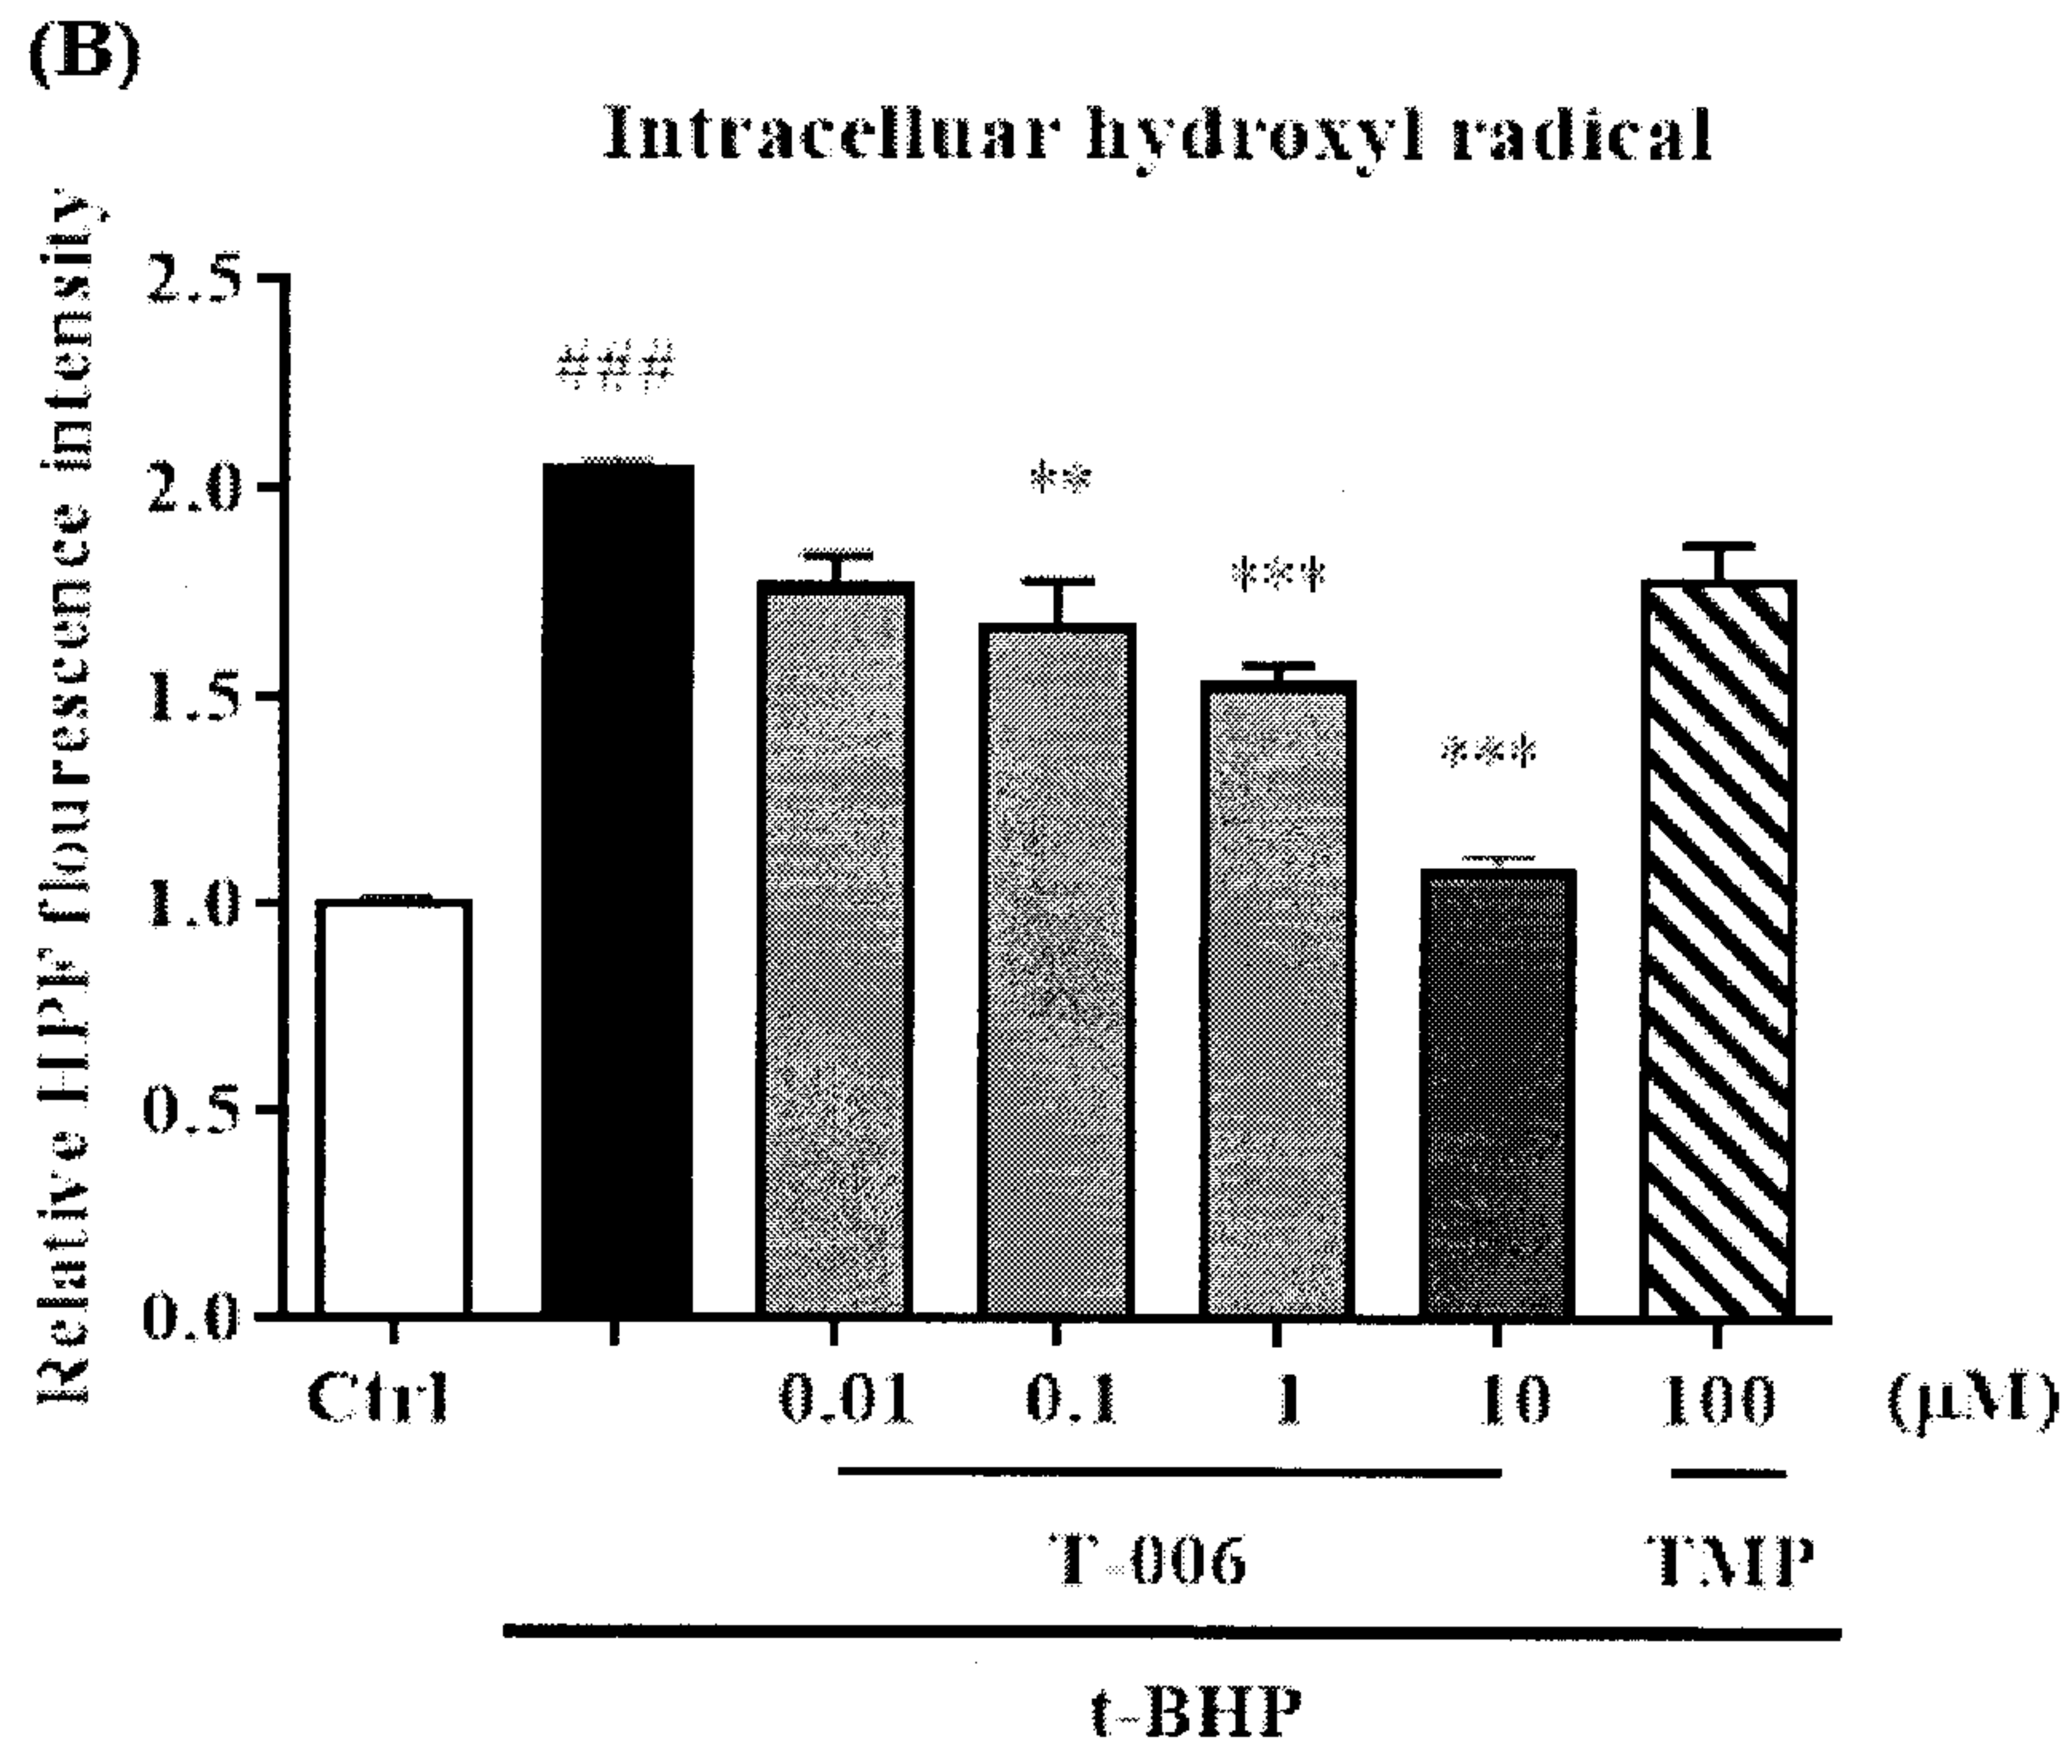 (B)
Intracelluar hydroxyl radical
Relative HPF flourescence intensity
2.5
2.0
1.5
1.0
0.5
0.0
###
**
***
***
Ctrl 0.01 0.1 1 10 100 (μM)
T-006 TMP
t-BHP